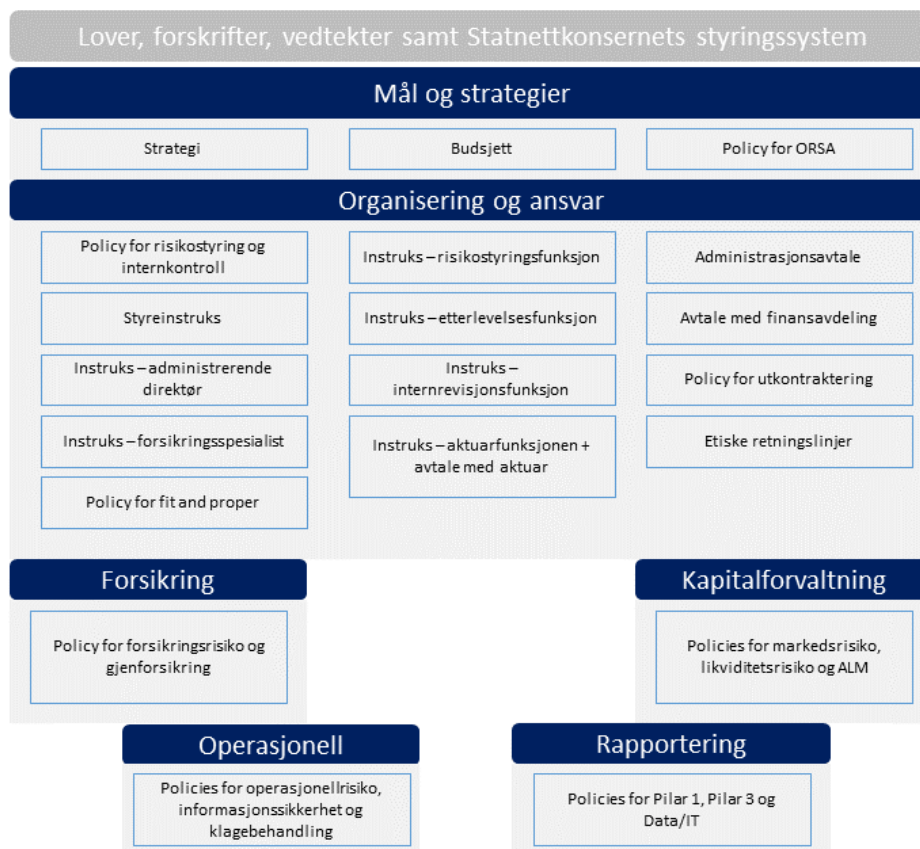 Lover, forskrifter, vedtekter samt Statnettkonsernets styringssystem
Mål og strategier
Strategi
Budsjett
Policy for ORSA
Organisering og ansvar
Policy for risikostyring og
internkontroll
Styreinstruks
Instruks – administrerende
direktør
Instruks – forsikringsspesialist
Policy for fit and proper
Instruks – risikostyringsfunksjon
Instruks – etterlevelsesfunksjon
Instruks –
internrevisjonsfunksjon
Instruks – aktuarfunksjonen +
avtale med aktuar
Administrasjonsavtale
Avtale med finansavdeling
Policy for utkontraktering
Etiske retningslinjer
Forsikring
Policy for forsikringsrisiko og
gjenforsikring
Kapitalforvaltning
Policies for markedsrisiko,
likviditetsrisiko og ALM
Operasjonell
Policies for operasjonellrisiko,
informasjonssikkerhet og
klagebehandling
Rapportering
Policies for Pilar 1, Pilar 3 og
Data/IT